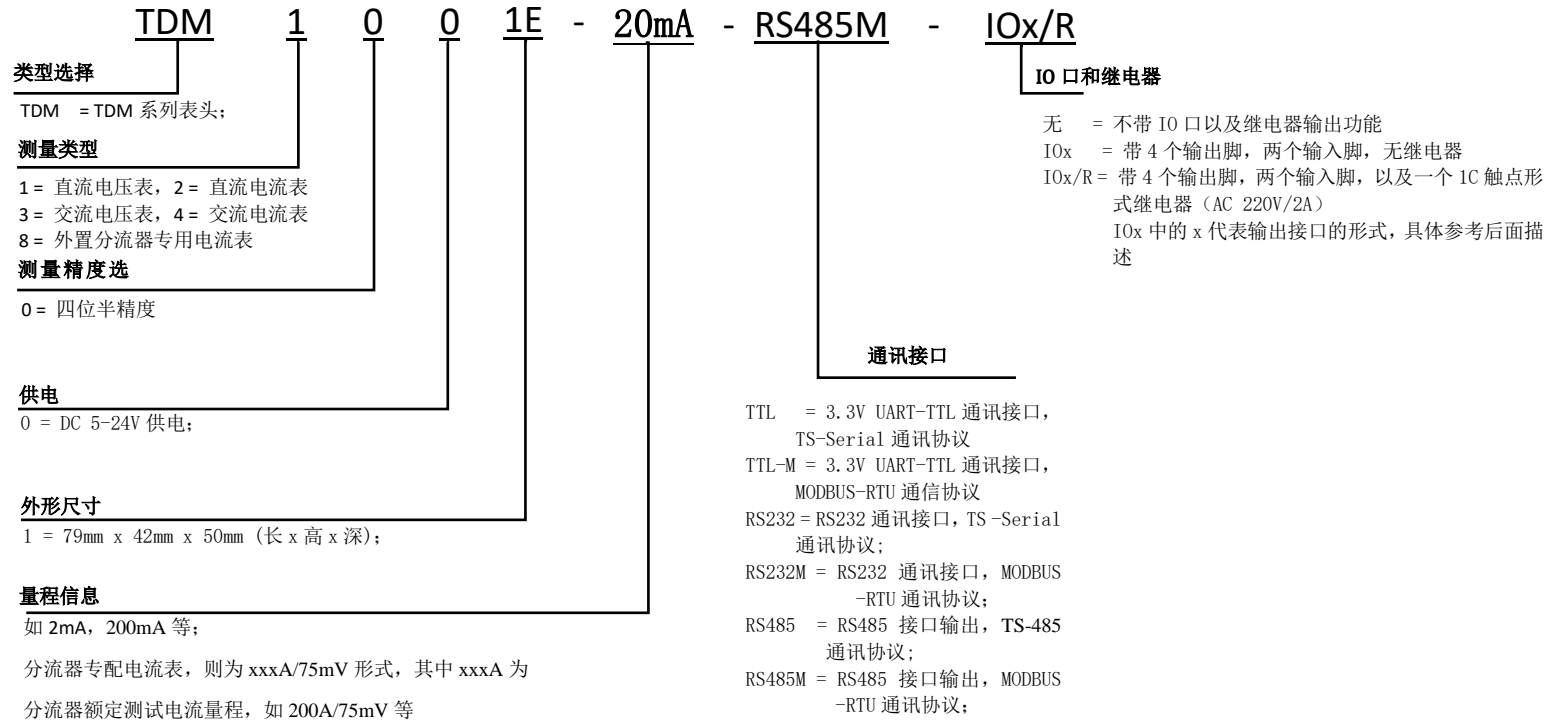 TDM 1 0 0 1E - 20mA - RS485M - IOx/R
类型选择
TDM = TDM 系列表头;
测量类型
1 = 直流电压表，2 = 直流电流表
3 = 交流电压表，4 = 交流电流表
8 = 外置分流器专用电流表
测量精度选
0 = 四位半精度
供电
0 = DC 5-24V 供电;
外形尺寸
1 = 79mm x 42mm x 50mm (长 x 高 x 深);
量程信息
如 2mA，200mA 等;
分流器专配电流表，则为 xxxA/75mV 形式，其中 xxxA 为
分流器额定测试电流量程，如 200A/75mV 等
IO 口和继电器
无 = 不带 IO 口以及继电器输出功能
IOx = 带 4 个输出脚，两个输入脚，无继电器
IOx/R = 带 4 个输出脚，两个输入脚，以及一个 1C 触点形
式继电器（AC 220V/2A）
IOx 中的 x 代表输出接口的形式，具体参考后面描
述
通讯接口
TTL = 3.3V UART-TTL 通讯接口，
TS-Serial 通讯协议
TTL-M = 3.3V UART-TTL 通讯接口，
MODBUS-RTU 通信协议
RS232 = RS232 通讯接口，TS -Serial
通讯协议;
RS232M = RS232 通讯接口，MODBUS
-RTU 通讯协议;
RS485 = RS485 接口输出，TS-485
通讯协议;
RS485M = RS485 接口输出，MODBUS
-RTU 通讯协议;